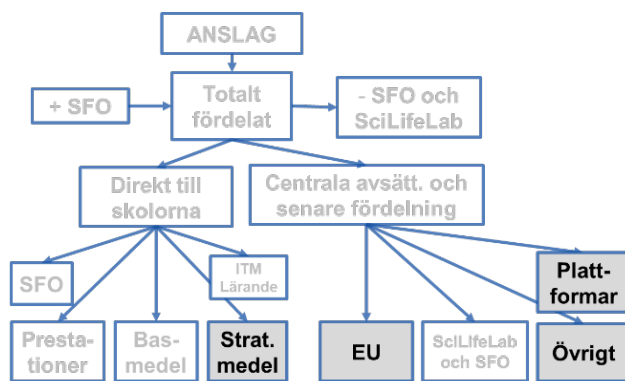 ANSLAG
+ SFO
Totalt
fördelat
- SFO och
SciLifeLab
Direkt till
skolorna
Centrala avsätt. och
senare fördelning
SFO
ITM
Lärande
Platt-
formar
Presta-
tioner
Bas-
medel
Strat.
medel
EU
SciLifeLab
och SFO
Övrigt